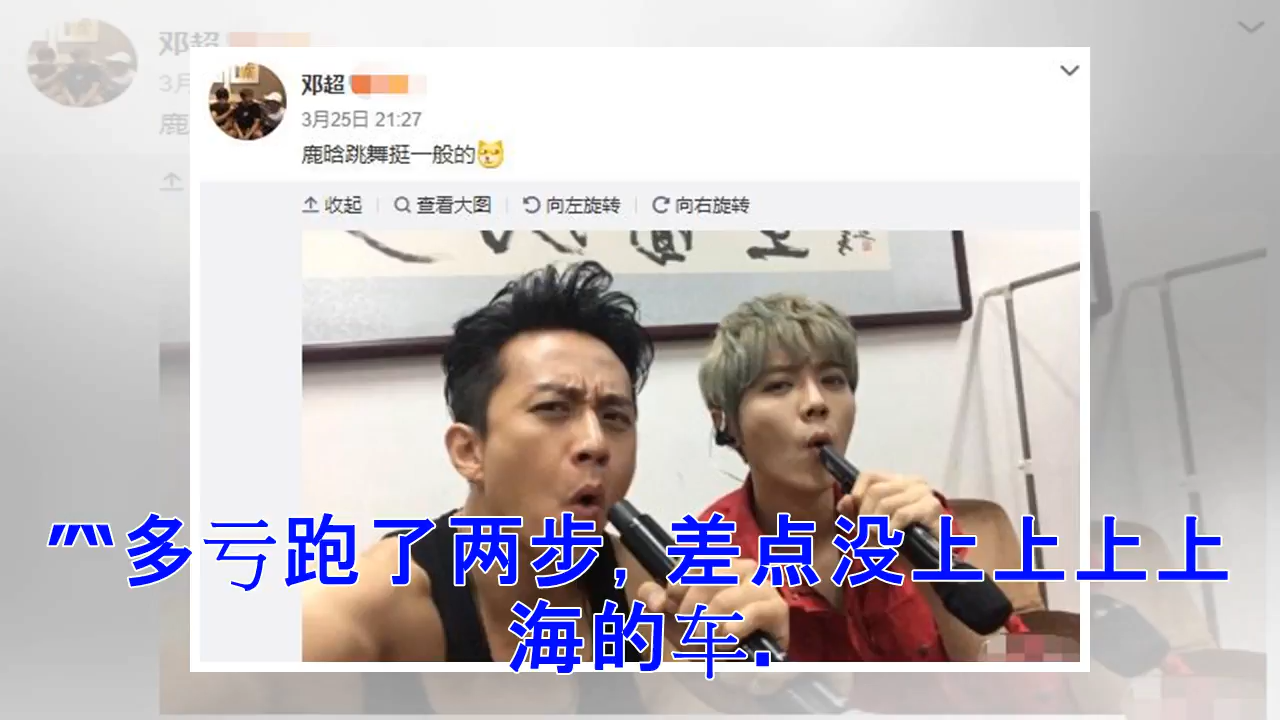 邓超
3月25日 21:27
鹿晗跳舞挺一般的
收起
查看大图
向左旋转
向右旋转
"“多亏跑了两步, 差点没上上上上
海的车.